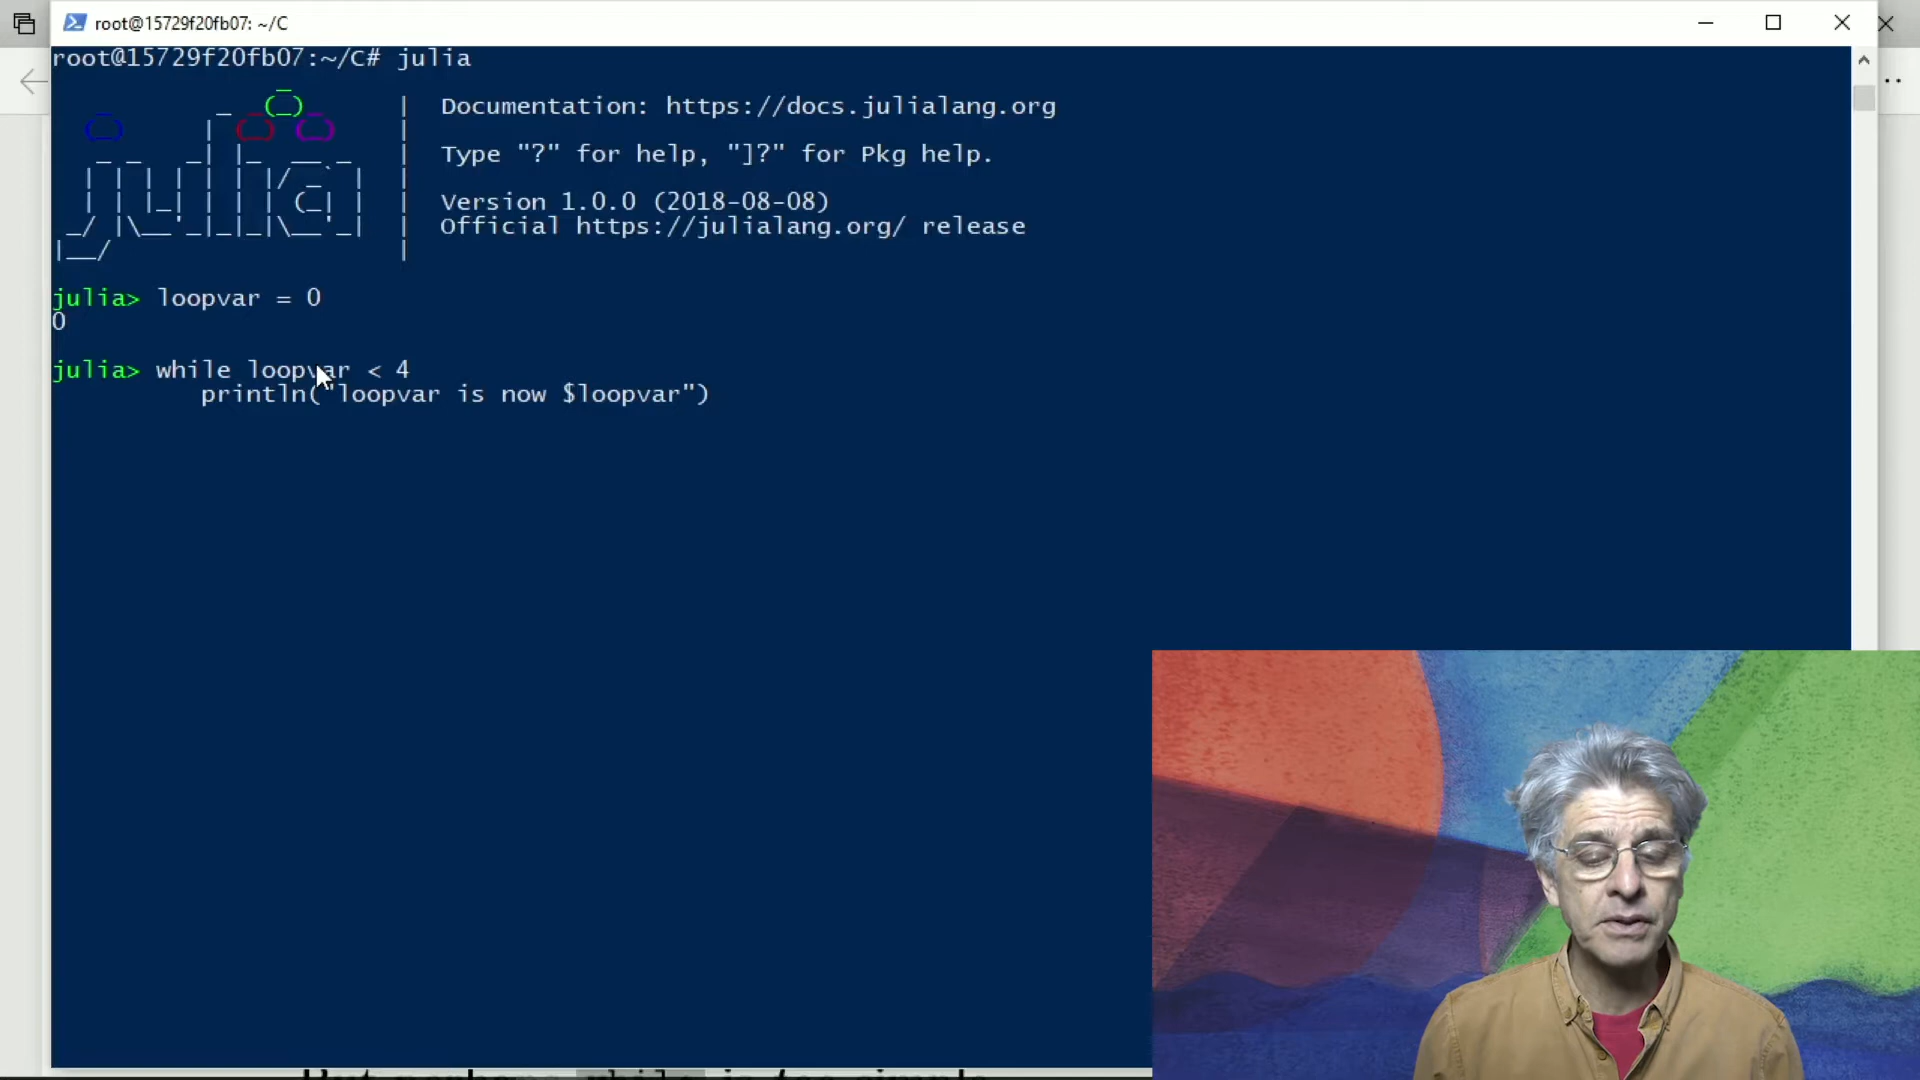 root@15729f20fb07: ~/C
root@15729f20fb07:~/C# julia
Documentation: https://docs.julialang.org
Type "?" for help, "]?" for Pkg help.
Version 1.0.0 (2018-08-08)
Official https://julialang.org/ release
julia> loopvar = 0
0
julia> while loopvar < 4
println("loopvar is now $loopvar")